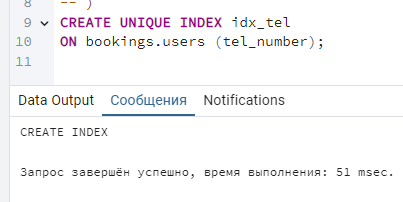 8 -- )
9 CREATE UNIQUE INDEX idx_tel
10 ON bookings.users (tel_number);
11
Data Output Сообщения Notifications
CREATE INDEX
Запрос завершён успешно, время выполнения: 51 msec.